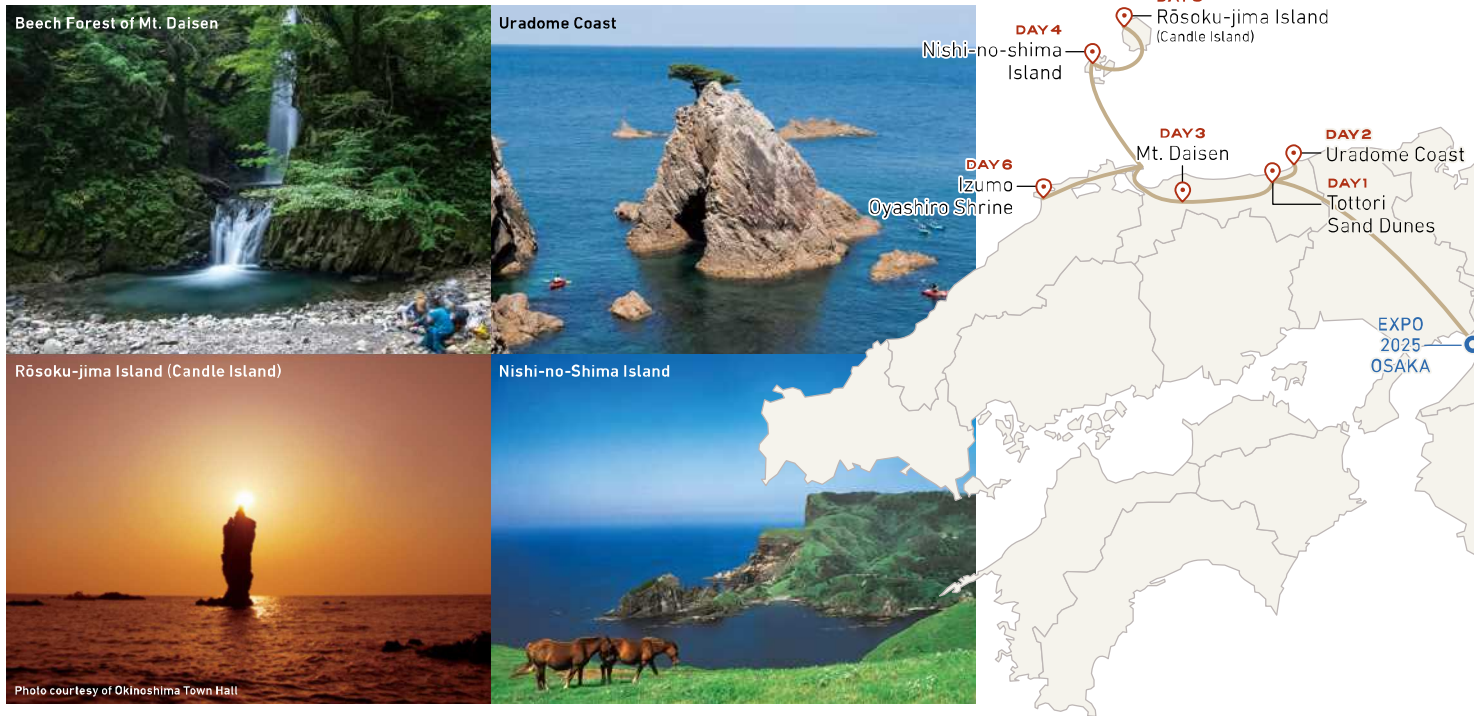 Beech Forest of Mt. Daisen
Uradome Coast
Rōsoku-jima Island (Candle Island)
Photo courtesy of Okinoshima Town Hall
Nishi-no-Shima Island
Rōsoku-jima Island
(Candle Island)
DAY4
Nishi-no-shima
Island
DAY3
Mt. Daisen
DAY2
Uradome Coast
DAY1
Tottori
Sand Dunes
DAY6
Izumo
Oyashiro Shrine
EXPO
2025
OSAKA